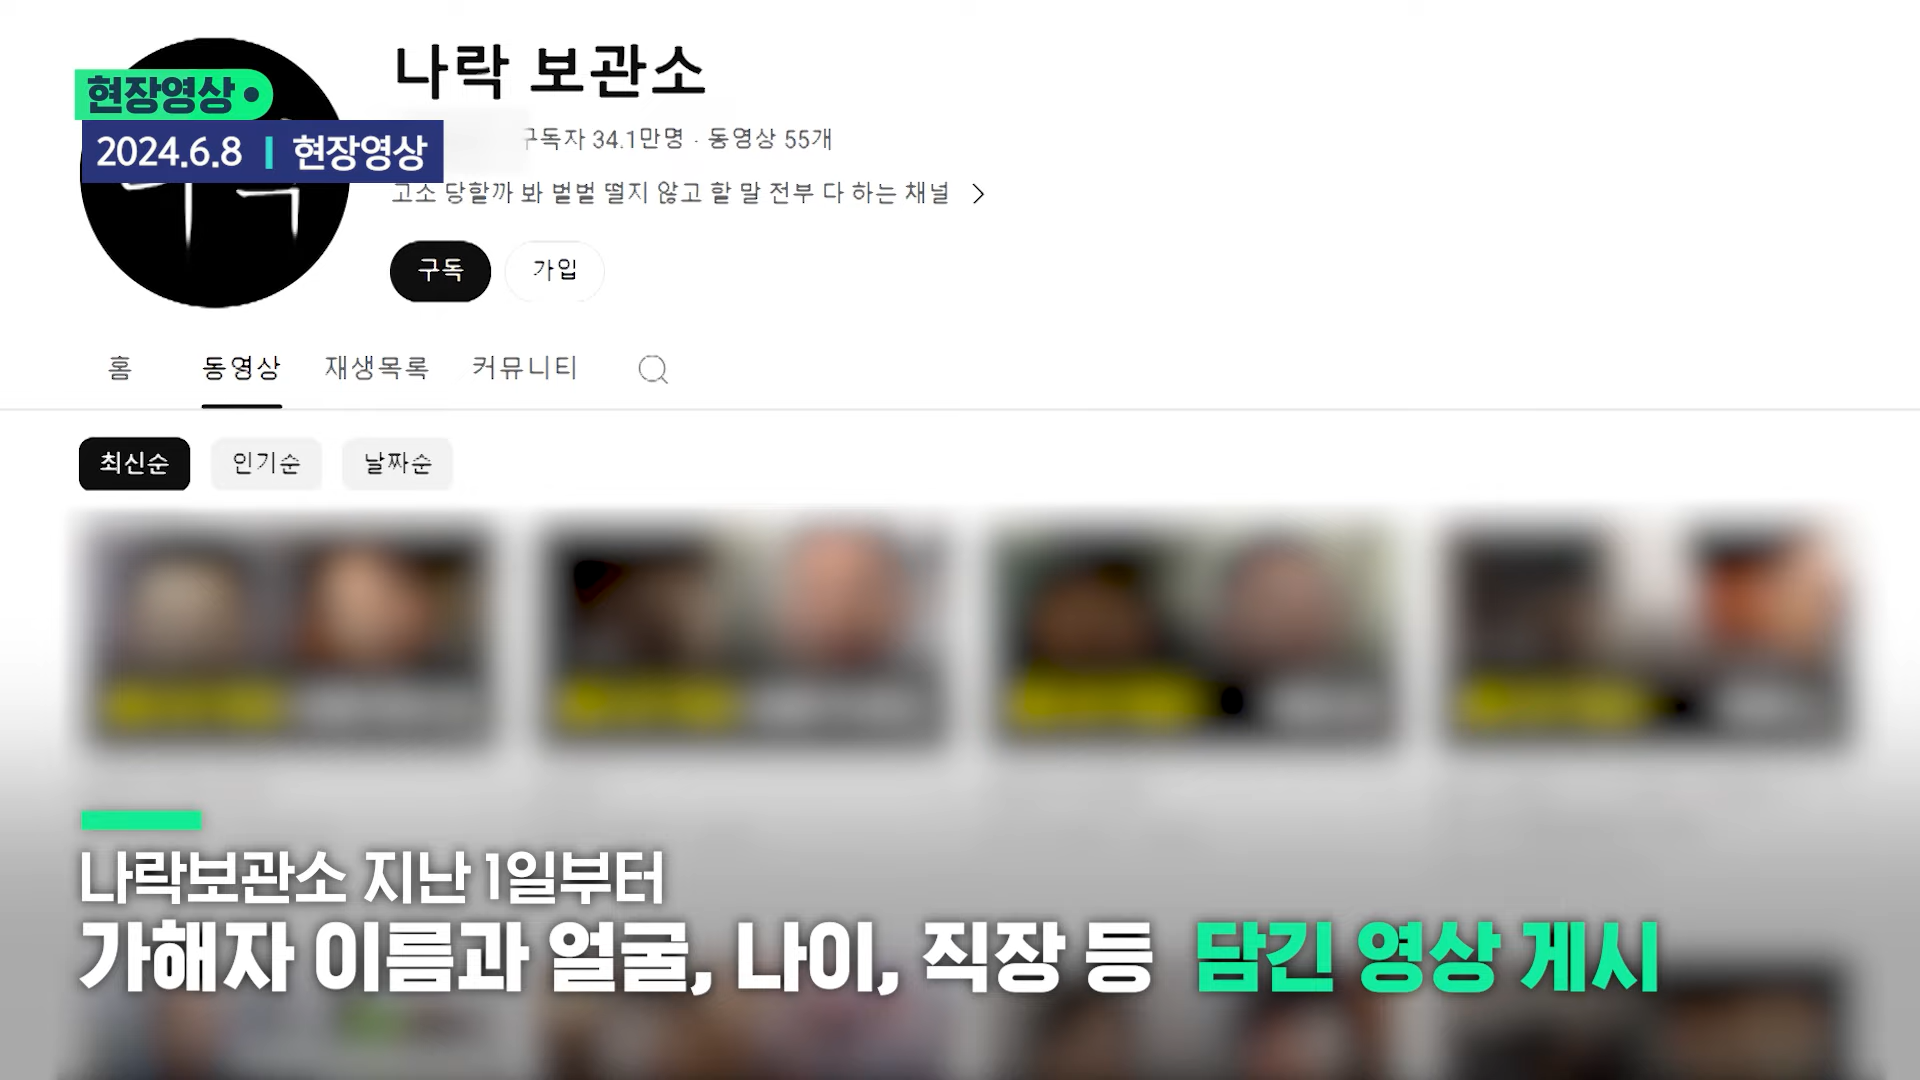 나락 보관소
현장영상
2024.6.8 | 현장영상
구독자 34.1만명 · 동영상 55개
고소 당할까 봐 벌벌 떨지 않고 할 말 전부 다 하는 채널 >
구독 가입
홈 동영상 재생목록 커뮤니티
최신순 인기순 날짜순
나락보관소 지난 1일부터
가해자 이름과 얼굴, 나이, 직장 등 담긴 영상 게시